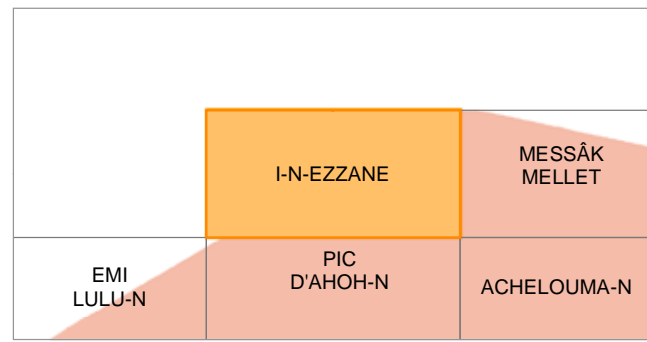 I-N-EZZANE
MESSÂK
MELLET
EMI
LULU-N
PIC
D'AHOH-N
ACHELOUMA-N